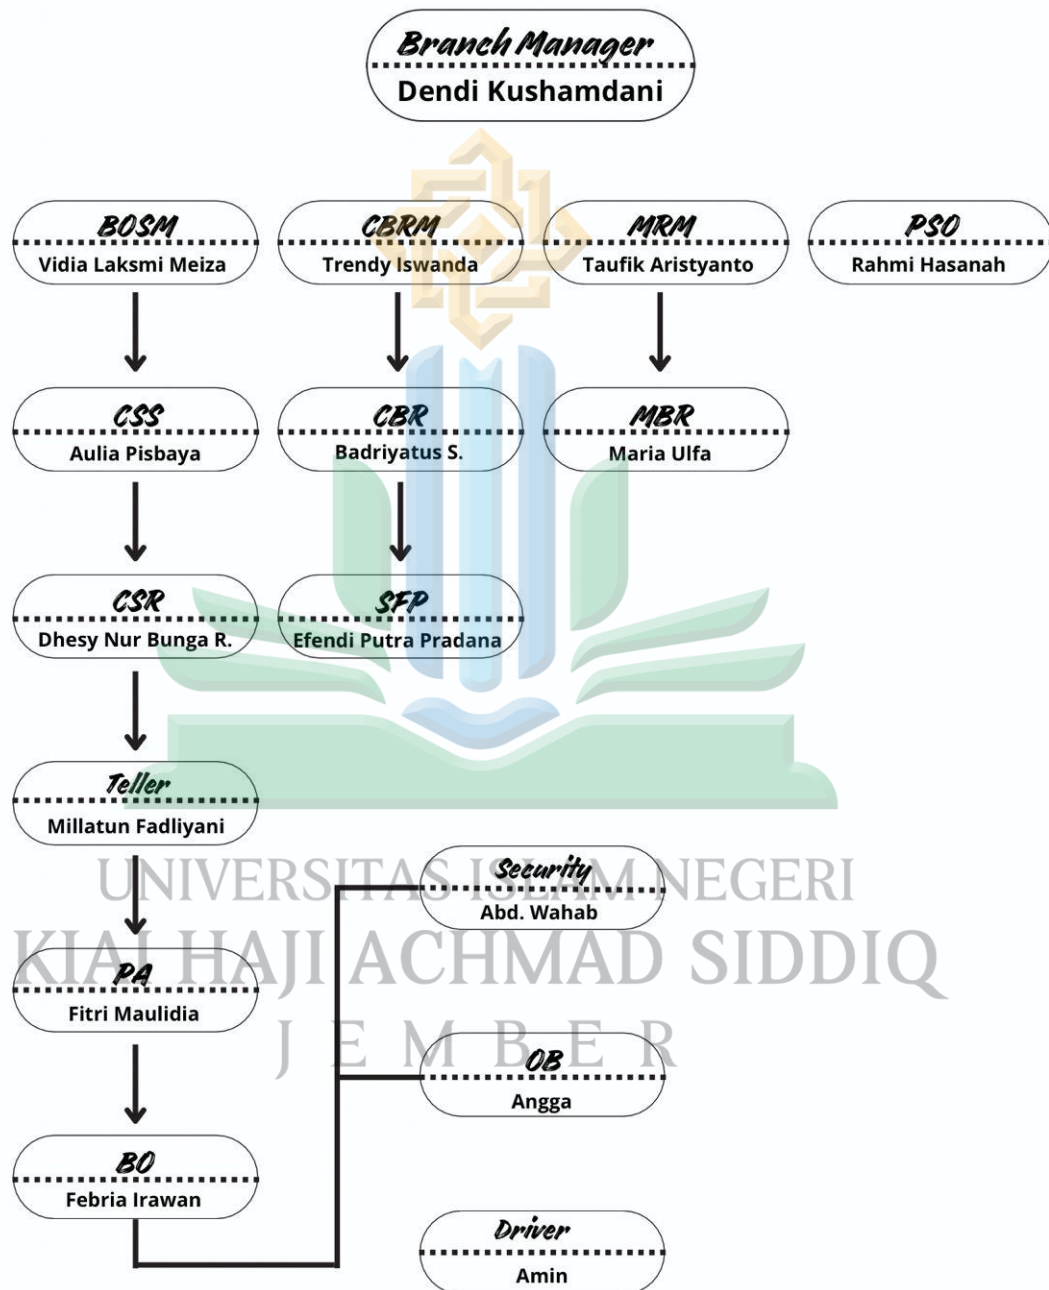 Branch Manager
Dendi Kushamdani
BOSM
Vidia Laksmi Meiza
CBRM
Trendy Iswanda
MRM
Taufik Aristyanto
PSO
Rahmi Hasanah
CSS
Aulia Pisbaya
CBR
Badriyatus S.
MBR
Maria Ulfa
CSR
Dhesy Nur Bunga R.
SFP
Efendi Putra Pradana
Teller
Millatun Fadliyani
Security
Abd. Wahab
UNIVERSITAS ISLAM NEGERI
KIAI HAJI ACHMAD SIDDIQ
JEMBER
PA
Fitri Maulidia
OB
Angga
BO
Febria Irawan
Driver
Amin